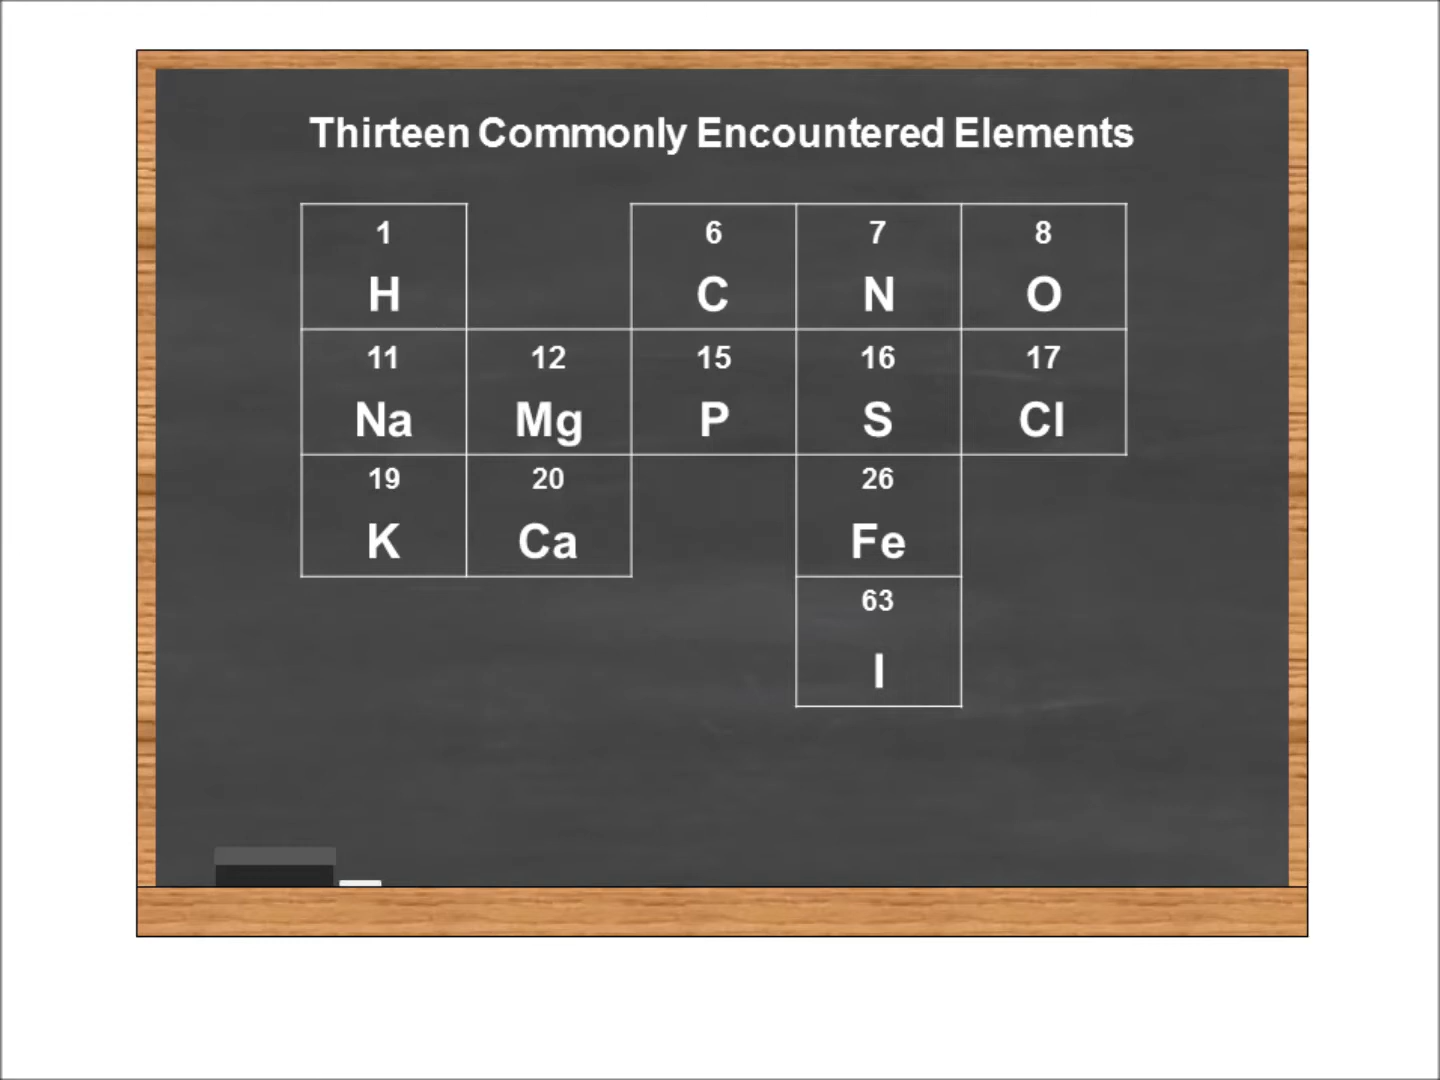 Thirteen Commonly Encountered Elements
1 6 7 8
H C N O
11 12 15 16 17
Na Mg P S Cl
19 20 26
K Ca Fe
63
I